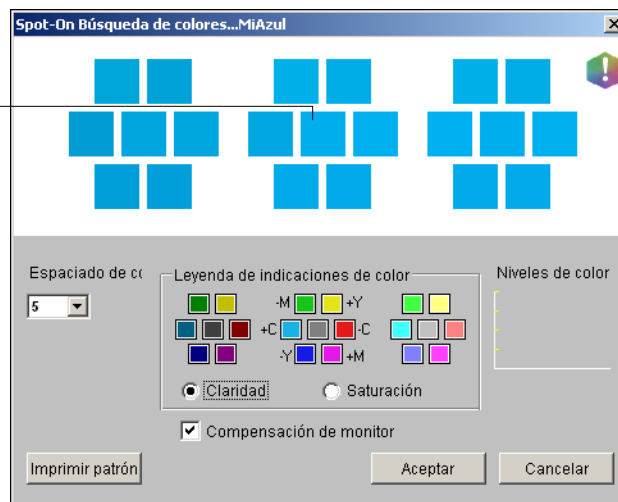 Spot-On Búsqueda de colores...MiAzul
Espaciado de co
5
Leyenda de indicaciones de color
-M +Y
+C -C
-Y +M
Claridad
Saturación
Niveles de color
Compensación de monitor
Imprimir patrón
Aceptar
Cancelar